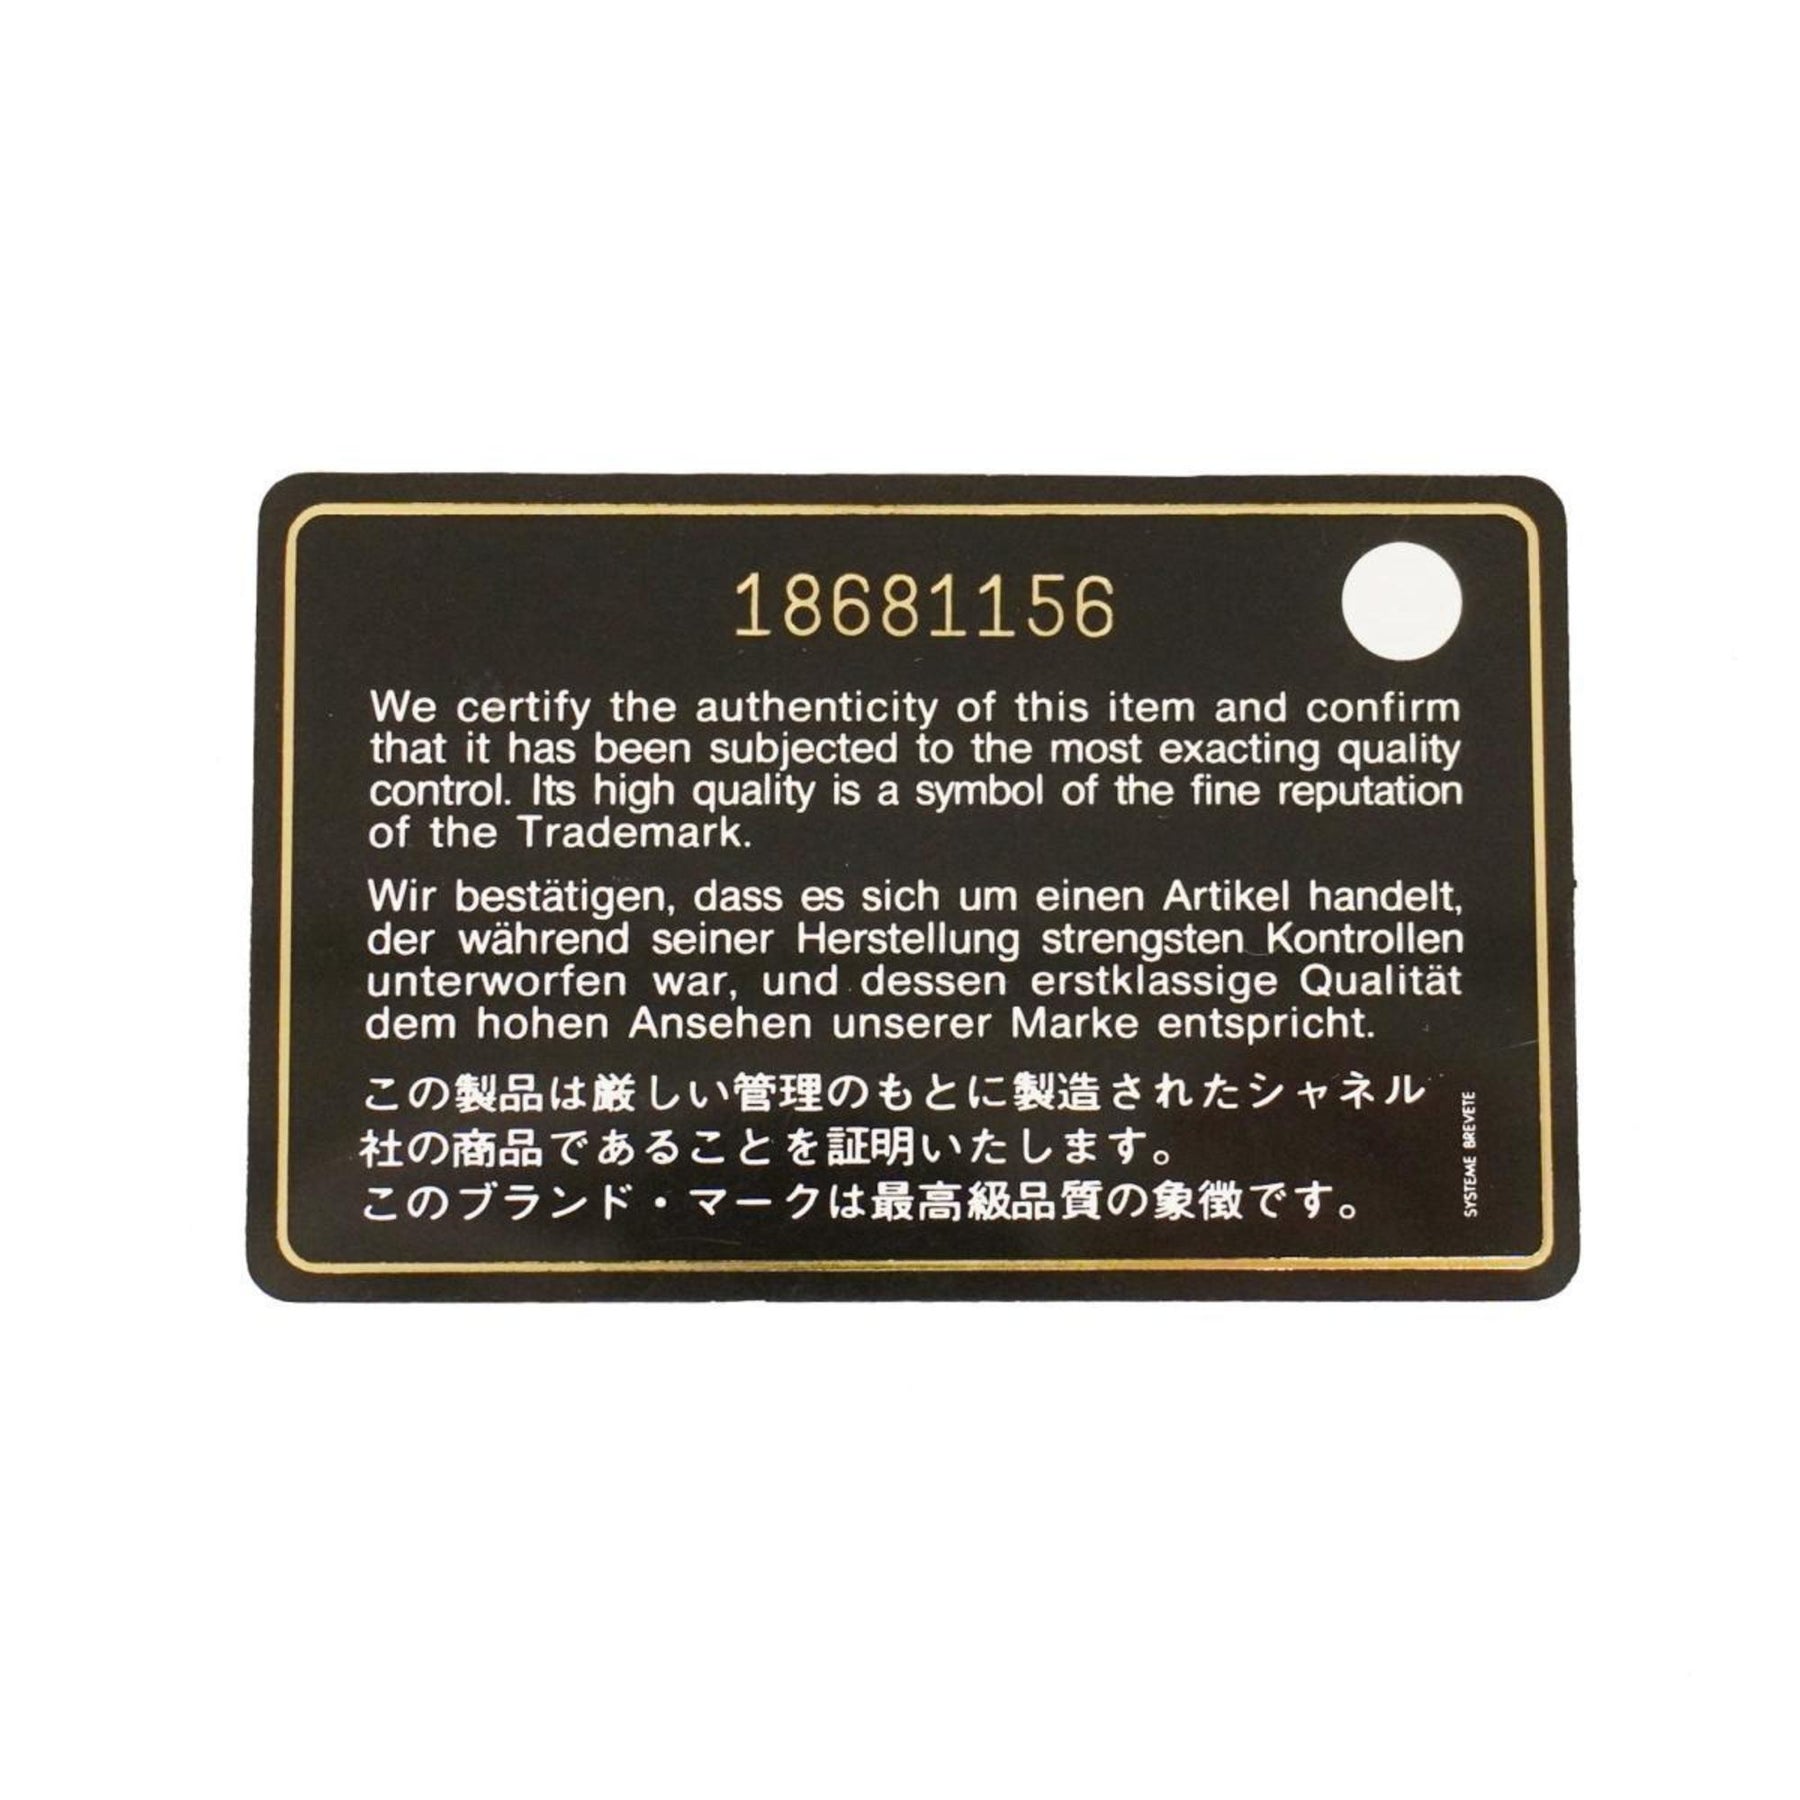 18681156
We certify the authenticity of this item and confirm
that it has been subjected to the most exacting quality
control. Its high quality is a symbol of the fine reputation
of the Trademark.
Wir bestätigen, dass es sich um einen Artikel handelt,
der während seiner Herstellung strengsten Kontrollen
unterworfen war, und dessen erstklassige Qualität
dem hohen Ansehen unserer Marke entspricht.
この製品は厳しい管理のもとに製造されたシャネル
社の商品であることを証明いたします。
このブランド・マークは最高級品質の象徴です。
SYSTEME BREVETE